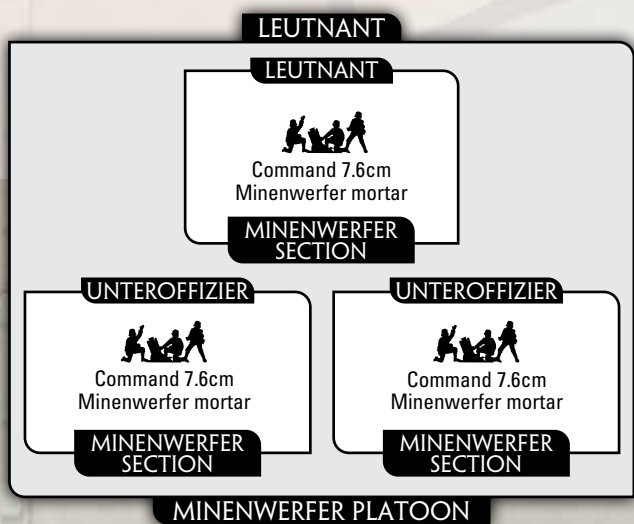 LEUTNANT
LEUTNANT
Command 7.6cm
Minenwerfer mortar
MINENWERFER
SECTION
UNTEROFFIZIER
Command 7.6cm
Minenwerfer mortar
MINENWERFER
SECTION
UNTEROFFIZIER
Command 7.6cm
Minenwerfer mortar
MINENWERFER
SECTION
MINENWERFER PLATOON